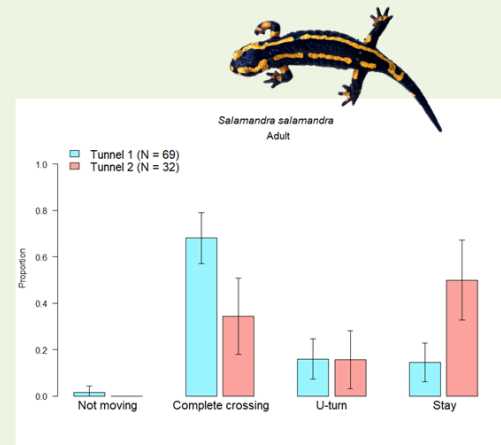 Salamandra salamandra
Adult
Tunnel 1 (N = 69)
Tunnel 2 (N = 32)
Proportion
1.0
0.8
0.6
0.4
0.2
0.0
Not moving Complete crossing U-turn Stay